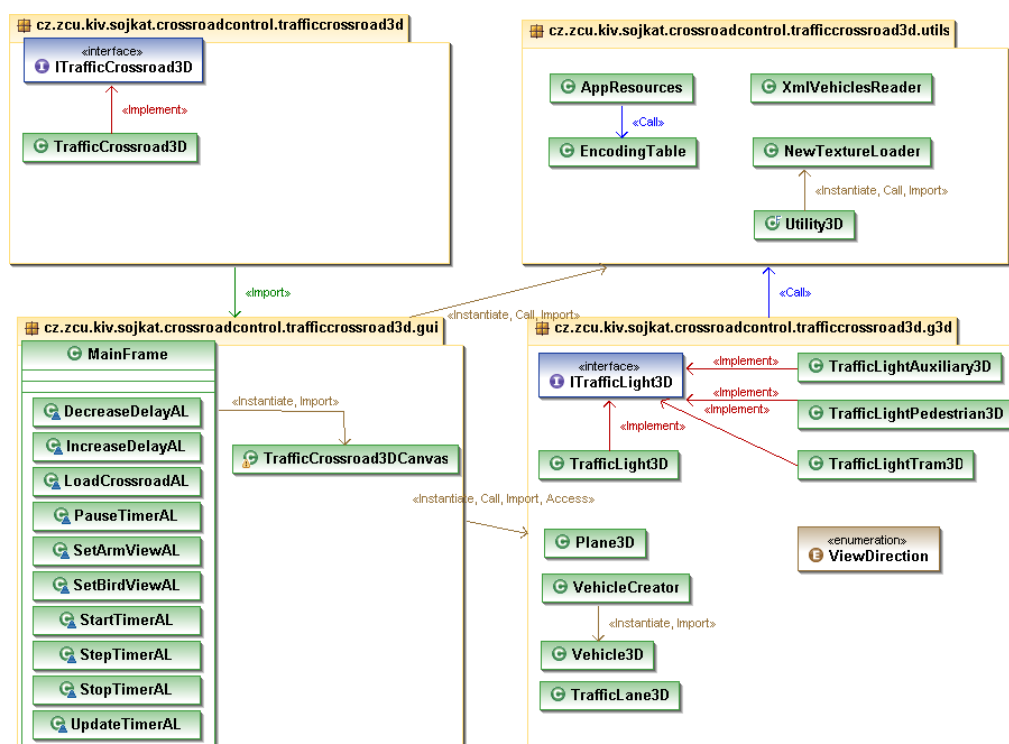 cz.zcu.kiv.sojkat.crossroadcontrol.trafficcrossroad3d
«interface»
ITrafficCrossroad3D
«Implement»
TrafficCrossroad3D
cz.zcu.kiv.sojkat.crossroadcontrol.trafficcrossroad3d.utils
AppResources
XmlVehiclesReader
«Call»
EncodingTable
NewTextureLoader
«Instantiate, Call, Import»
Utility3D
«Import»
«Instantiate, Call, Import»
«Call»
cz.zcu.kiv.sojkat.crossroadcontrol.trafficcrossroad3d.gui
MainFrame
DecreaseDelayAL
IncreaseDelayAL
LoadCrossroadAL
PauseTimerAL
SetArmViewAL
SetBirdViewAL
StartTimerAL
StepTimerAL
StopTimerAL
UpdateTimerAL
«Instantiate, Import»
TrafficCrossroad3DCanvas
«Instantiate, Call, Import, Access»
cz.zcu.kiv.sojkat.crossroadcontrol.trafficcrossroad3d.g3d
«interface»
ITrafficLight3D
«Implement»
TrafficLightAuxiliary3D
«Implement»
«Implement»
TrafficLightPedestrian3D
«Implement»
TrafficLight3D
TrafficLightTram3D
Plane3D
«enumeration»
ViewDirection
VehicleCreator
«Instantiate, Import»
Vehicle3D
TrafficLane3D